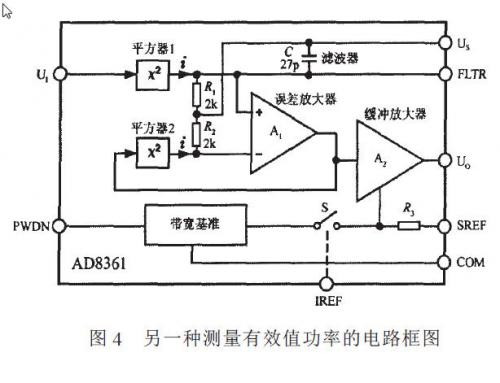 平方器1
i
C
27p
滤波器
Us
UI
χ²
R1
2k
FLTR
误差放大器
+
A1
−
缓冲放大器
平方器2
i
R2
2k
χ²
A2
Uo
PWDN
带宽基准
S
R3
SREF
COM
AD8361
IREF
图 4 另一种测量有效值功率的电路框图